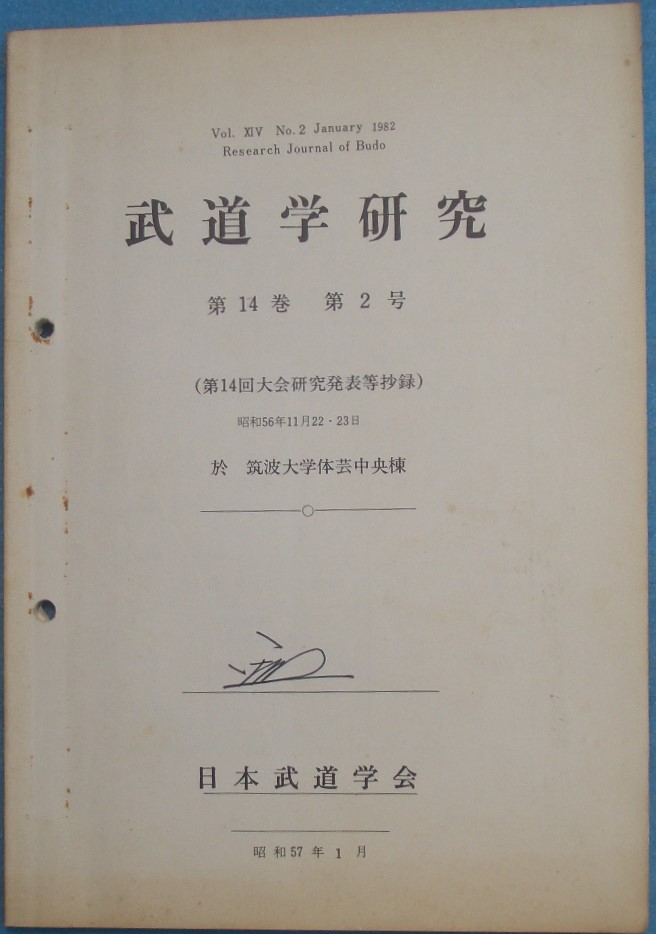 Vol. XIV No. 2 January 1982
Research Journal of Budo
武道学研究
第14巻 第2号
(第14回大会研究発表等抄録)
昭和56年11月22・23日
於 筑波大学体芸中央棟
日本武道学会
昭和57年1月